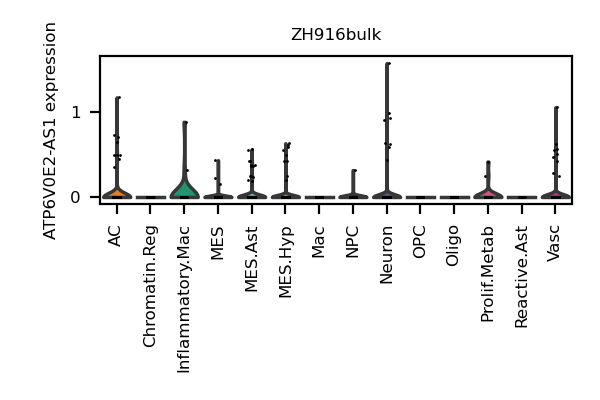 ZH916bulk
ATP6V0E2-AS1 expression
1
0
AC
Chromatin.Reg
Inflammatory.Mac
MES
MES.Ast
MES.Hyp
Mac
NPC
Neuron
OPC
Oligo
Prolif.Metab
Reactive.Ast
Vasc